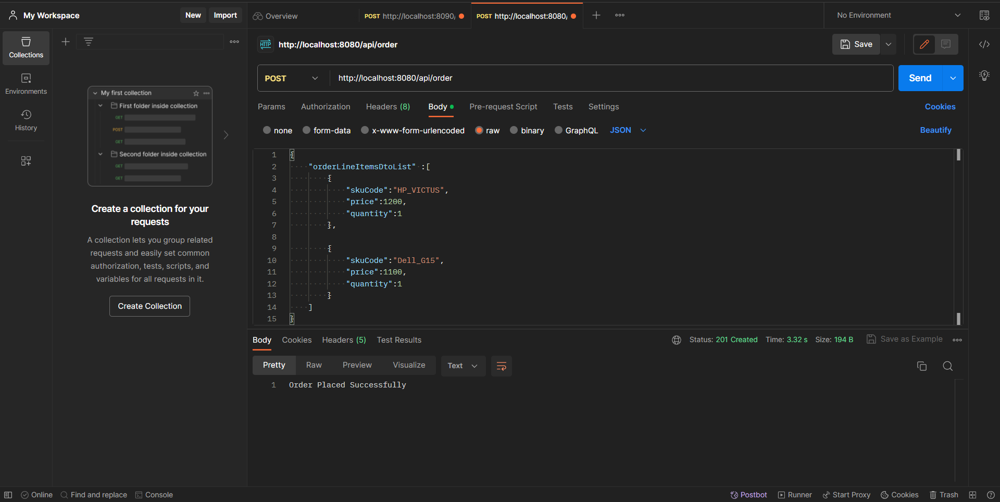 My Workspace
New
Import
Overview
POST http://localhost:8090/
POST http://localhost:8080/
No Environment
Collections
Environments
History
My first collection
First folder inside collection
GET
POST
GET
Second folder inside collection
GET
GET
Create a collection for your
requests
A collection lets you group related
requests and easily set common
authorization, tests, scripts, and
variables for all requests in it.
Create Collection
HTTP
http://localhost:8080/api/order
Save
POST
http://localhost:8080/api/order
Send
Params
Authorization
Headers (8)
Body
Pre-request Script
Tests
Settings
Cookies
none
form-data
x-www-form-urlencoded
raw
binary
GraphQL
JSON
Beautify
1 {
2 "orderLineItemsDtoList" :[
3 {
4 "skuCode":"HP_VICTUS",
5 "price":1200,
6 "quantity":1
7 },
8
9 {
10 "skuCode":"Dell_G15",
11 "price":1100,
12 "quantity":1
13 }
14 ]
15 }
Body
Cookies
Headers (5)
Test Results
Status: 201 Created
Time: 3.32 s
Size: 194 B
Save as Example
Pretty
Raw
Preview
Visualize
Text
1 Order Placed Successfully
Online
Find and replace
Console
Postbot
Runner
Start Proxy
Cookies
Trash